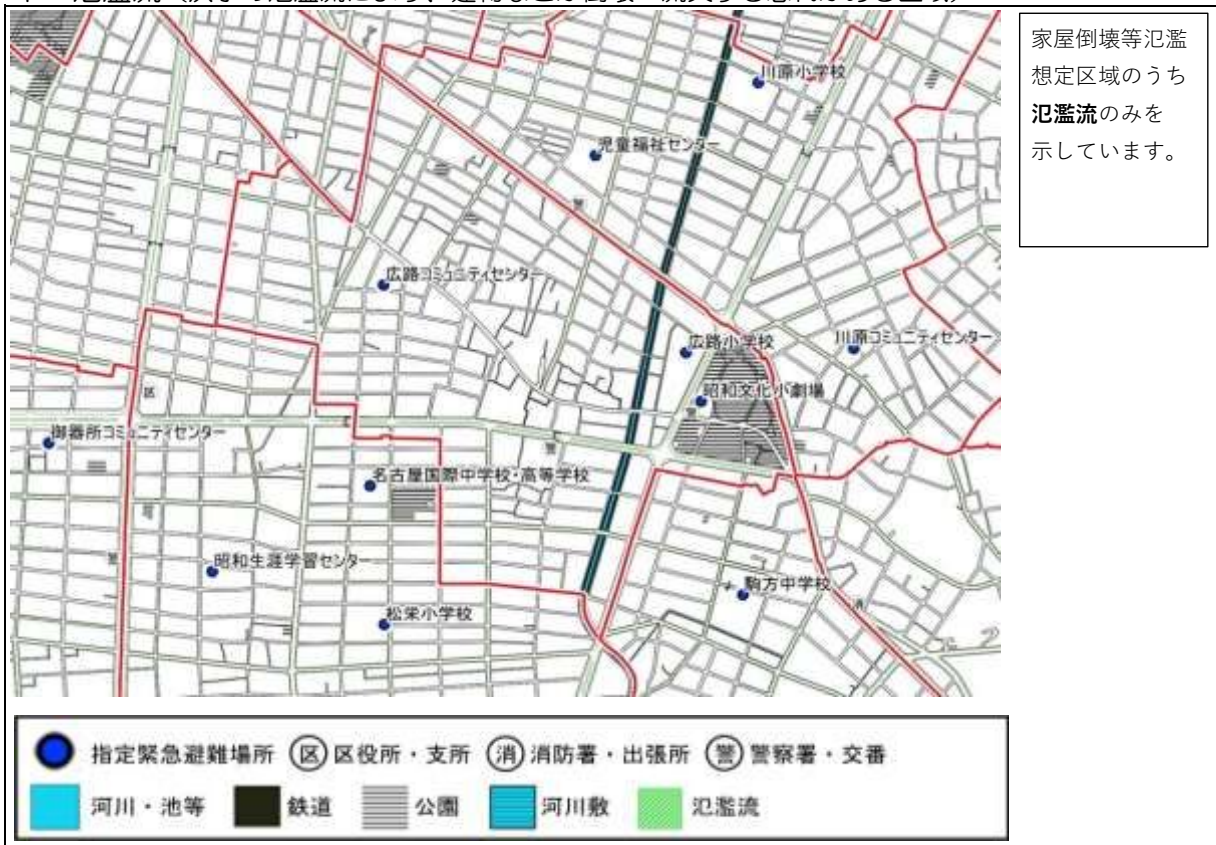 家屋倒壊等氾濫
想定区域のうち
氾濫流のみを
示しています。
川原小学校
児童福祉センター
広路コミュニティセンター
広路小学校
川原コミュニティセンター
昭和文化小劇場
区
御器所コミュニティセンター
名古屋国際中学校・高等学校
昭和生涯学習センター
駒方中学校
消
松栄小学校
指定緊急避難場所 区 区役所・支所 消 消防署・出張所 警 警察署・交番
河川・池等 鉄道 公園 河川敷 氾濫流